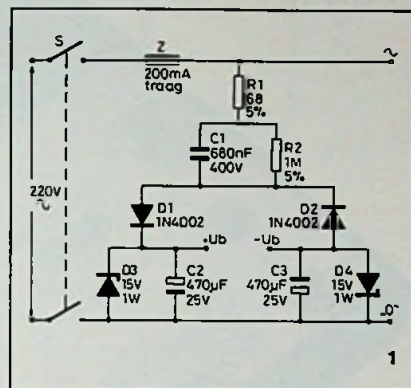 S
Z
200mA
traag
~
R1
68
5%
C1
680nF
400V
R2
1M
5%
220V
~
D1
1N4002
D2
1N4002
+Ub
-Ub
D3
15V
1W
C2
470µF
25V
C3
470µF
25V
D4
15V
1W
"0"
1